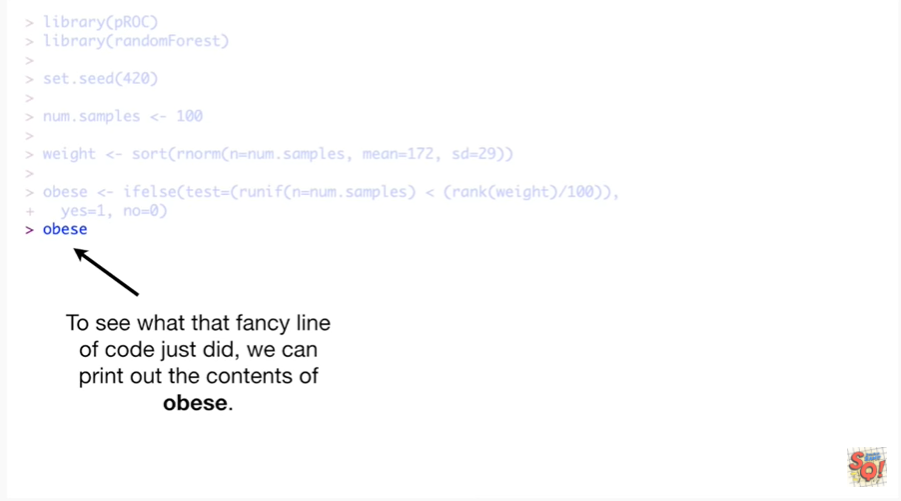 > library(pROC)
> library(randomForest)
>
> set.seed(420)
>
> num.samples <- 100
>
> weight <- sort(rnorm(n=num.samples, mean=172, sd=29))
>
> obese <- ifelse(test=(runif(n=num.samples) < (rank(weight)/100)),
+   yes=1, no=0)
> obese
To see what that fancy line
of code just did, we can
print out the contents of
obese.
SQ!